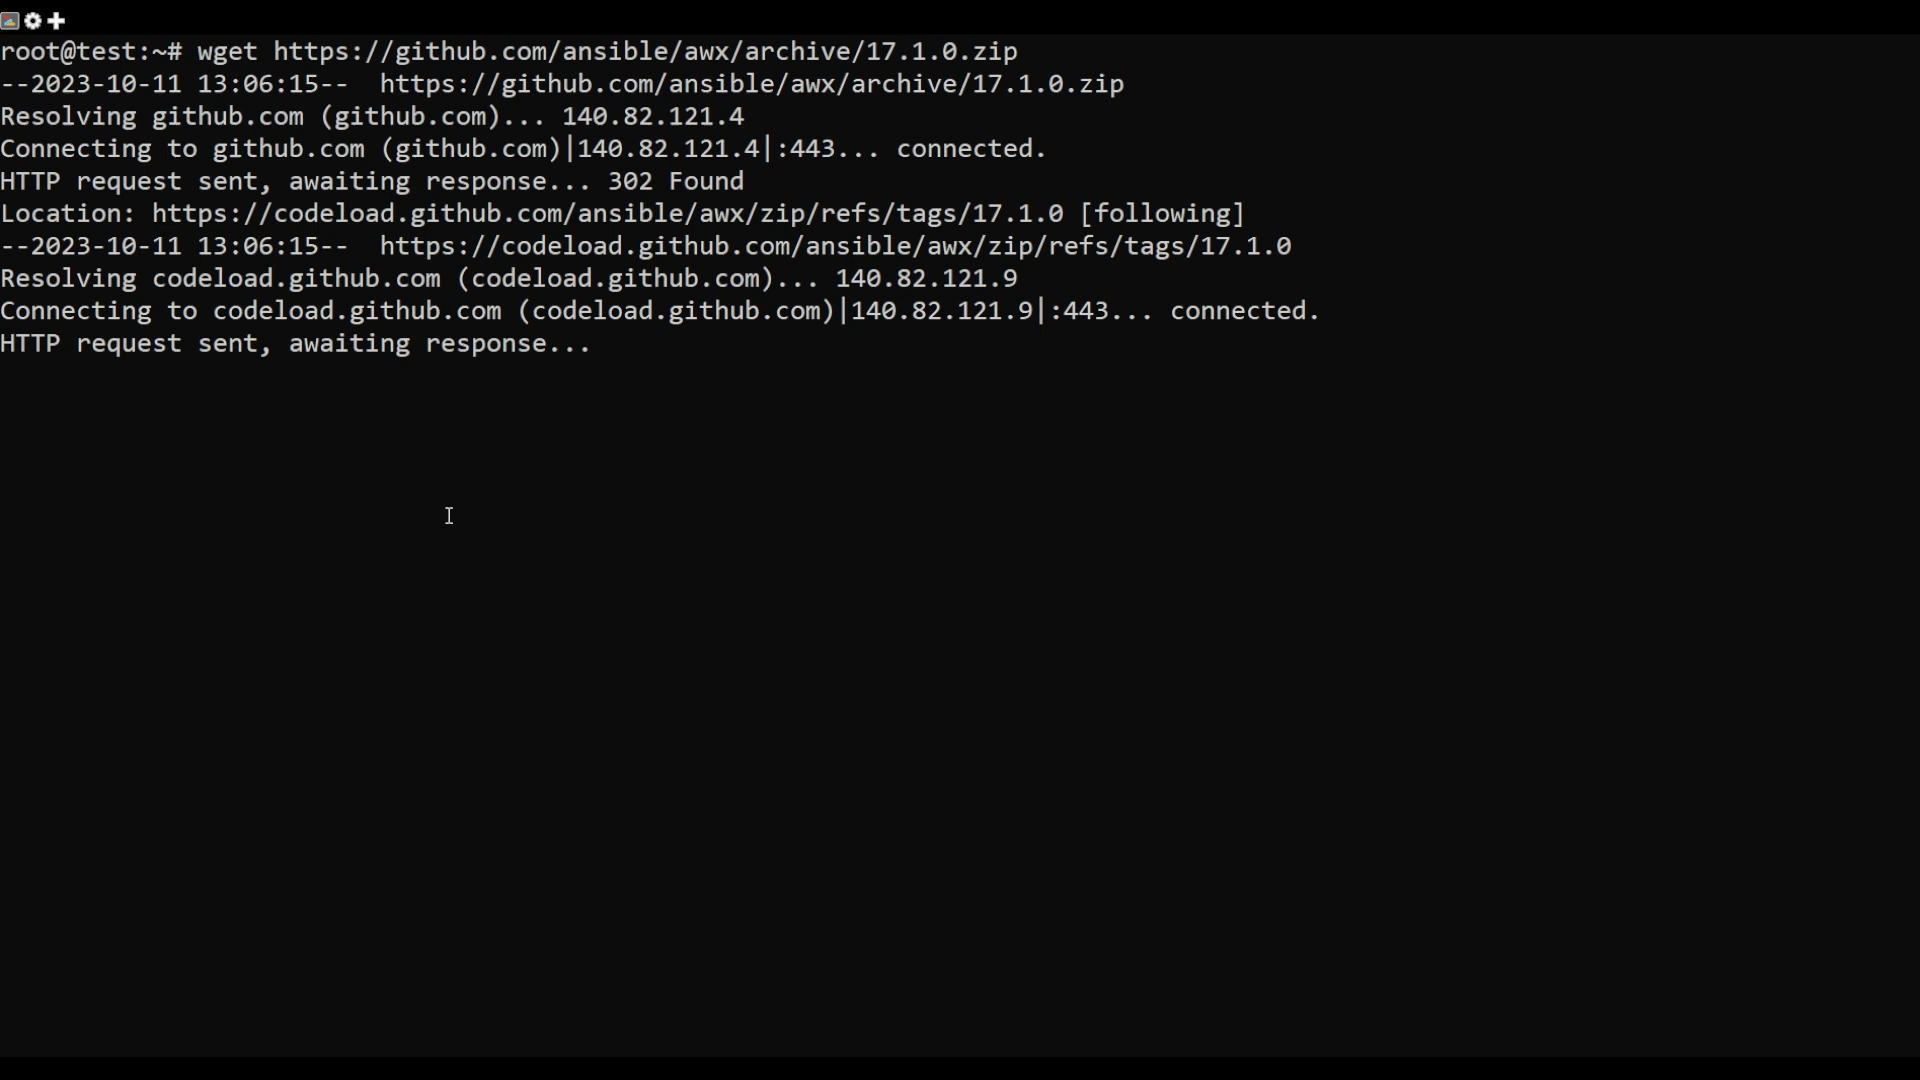 root@test:~# wget https://github.com/ansible/awx/archive/17.1.0.zip
--2023-10-11 13:06:15--  https://github.com/ansible/awx/archive/17.1.0.zip
Resolving github.com (github.com)... 140.82.121.4
Connecting to github.com (github.com)|140.82.121.4|:443... connected.
HTTP request sent, awaiting response... 302 Found
Location: https://codeload.github.com/ansible/awx/zip/refs/tags/17.1.0 [following]
--2023-10-11 13:06:15--  https://codeload.github.com/ansible/awx/zip/refs/tags/17.1.0
Resolving codeload.github.com (codeload.github.com)... 140.82.121.9
Connecting to codeload.github.com (codeload.github.com)|140.82.121.9|:443... connected.
HTTP request sent, awaiting response...